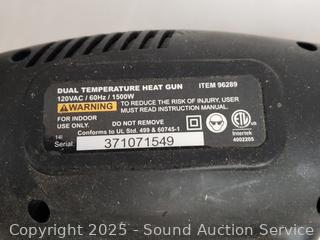 DUAL TEMPERATURE HEAT GUN ITEM 96289
120VAC / 60Hz / 1500W
WARNING TO REDUCE THE RISK OF INJURY, USER
MUST READ INSTRUCTION MANUAL.
FOR INDOOR
USE ONLY.
DO NOT REMOVE
Conforms to UL Std. 499 & 60745-1
14l
Serial: 371071549
ETL
Intertek
4002205
Copyright 2025 - Sound Auction Service